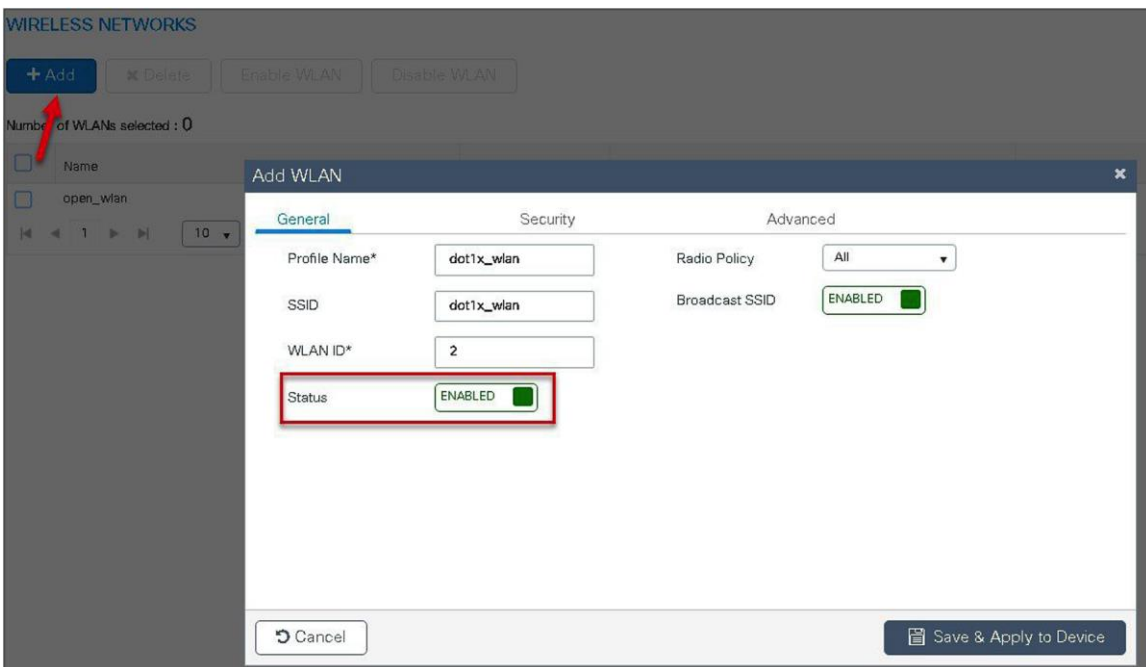 WIRELESS NETWORKS
+ Add ✖ Delete Enable WLAN Disable WLAN
Number of WLANs selected : 0
Name
open_wlan
1 10
Add WLAN ✖
General Security Advanced
Profile Name* dot1x_wlan Radio Policy All
SSID dot1x_wlan Broadcast SSID ENABLED
WLAN ID* 2
Status ENABLED
Cancel Save & Apply to Device